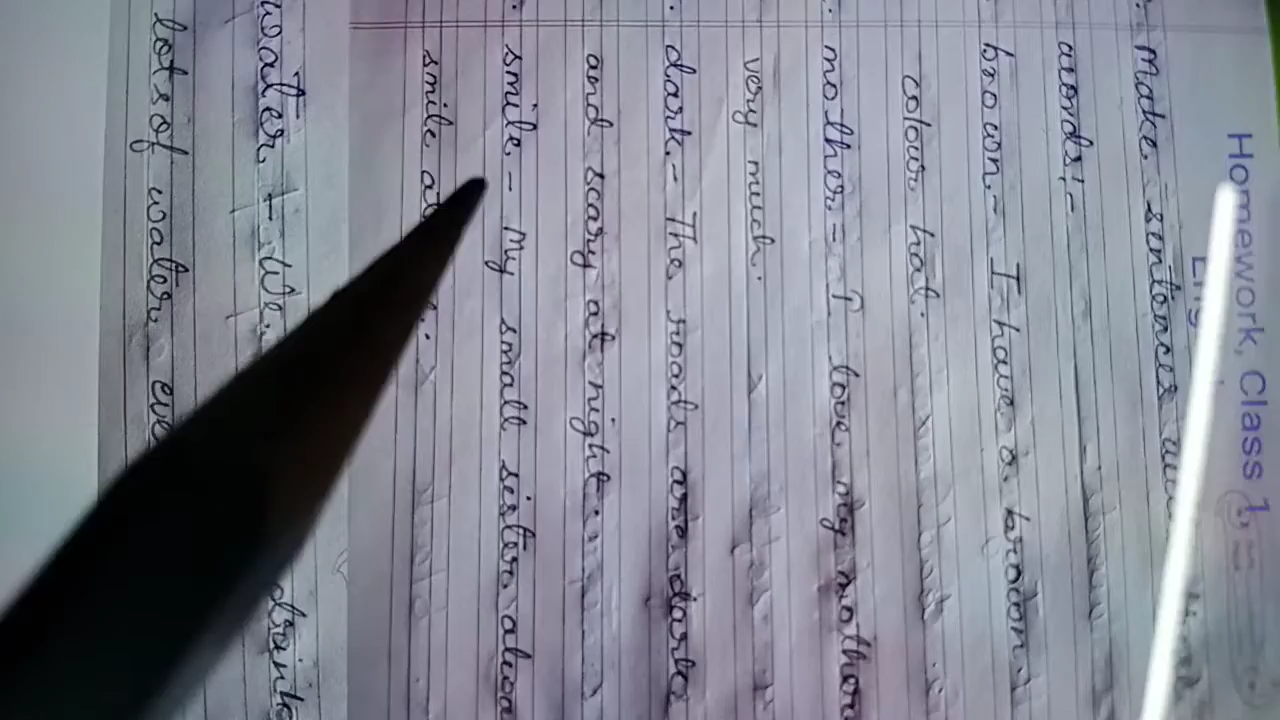 Homework, Class 1,
Make sentences
words:-
brown.- I have a brown
colour hat.
mother - I love my mother
very much.
dark.- The roads are dark
and scary at night
smile - My small sister
smile
water - We drink
lots of water